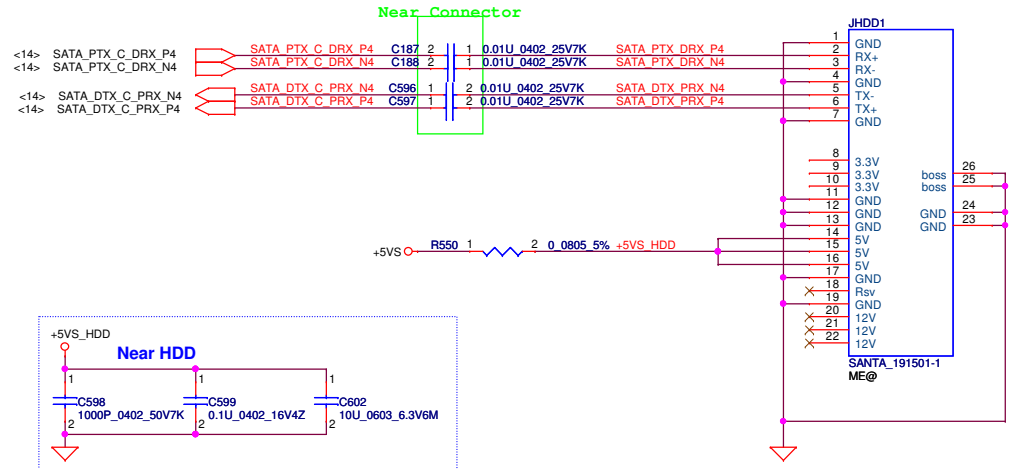 Near Connector
<14> SATA_PTX_C_DRX_P4 SATA_PTX_C_DRX_P4 C187 2 1 0.01U_0402_25V7K SATA_PTX_DRX_P4
<14> SATA_PTX_C_DRX_N4 SATA_PTX_C_DRX_N4 C188 2 1 0.01U_0402_25V7K SATA_PTX_DRX_N4
<14> SATA_DTX_C_PRX_N4 SATA_DTX_C_PRX_N4 C596 1 2 0.01U_0402_25V7K SATA_DTX_PRX_N4
<14> SATA_DTX_C_PRX_P4 SATA_DTX_C_PRX_P4 C597 1 2 0.01U_0402_25V7K SATA_DTX_PRX_P4
JHDD1
1 GND
2 RX+
3 RX-
4 GND
5 TX-
6 TX+
7 GND
8 3.3V
9 3.3V
10 3.3V
11 GND
12 GND
13 GND
14 5V
15 5V
16 5V
17 GND
18 Rsv
19 GND
20 12V
21 12V
22 12V
boss 26
boss 25
GND 24
GND 23
SANTA_191501-1
ME@
+5VS R550 1 2 0_0805_5% +5VS_HDD
+5VS_HDD
Near HDD
1 1 1
C598 C599 C602
1000P_0402_50V7K 0.1U_0402_16V4Z 10U_0603_6.3V6M
2 2 2